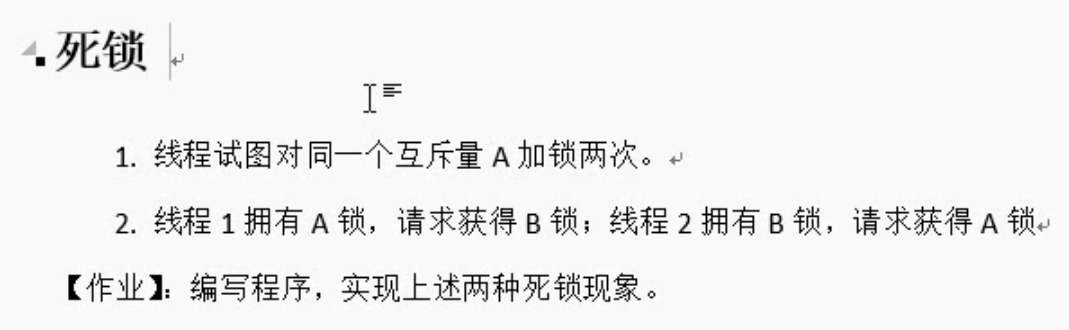 死锁
1. 线程试图对同一个互斥量 A 加锁两次。
2. 线程 1 拥有 A 锁，请求获得 B 锁；线程 2 拥有 B 锁，请求获得 A 锁
【作业】：编写程序，实现上述两种死锁现象。